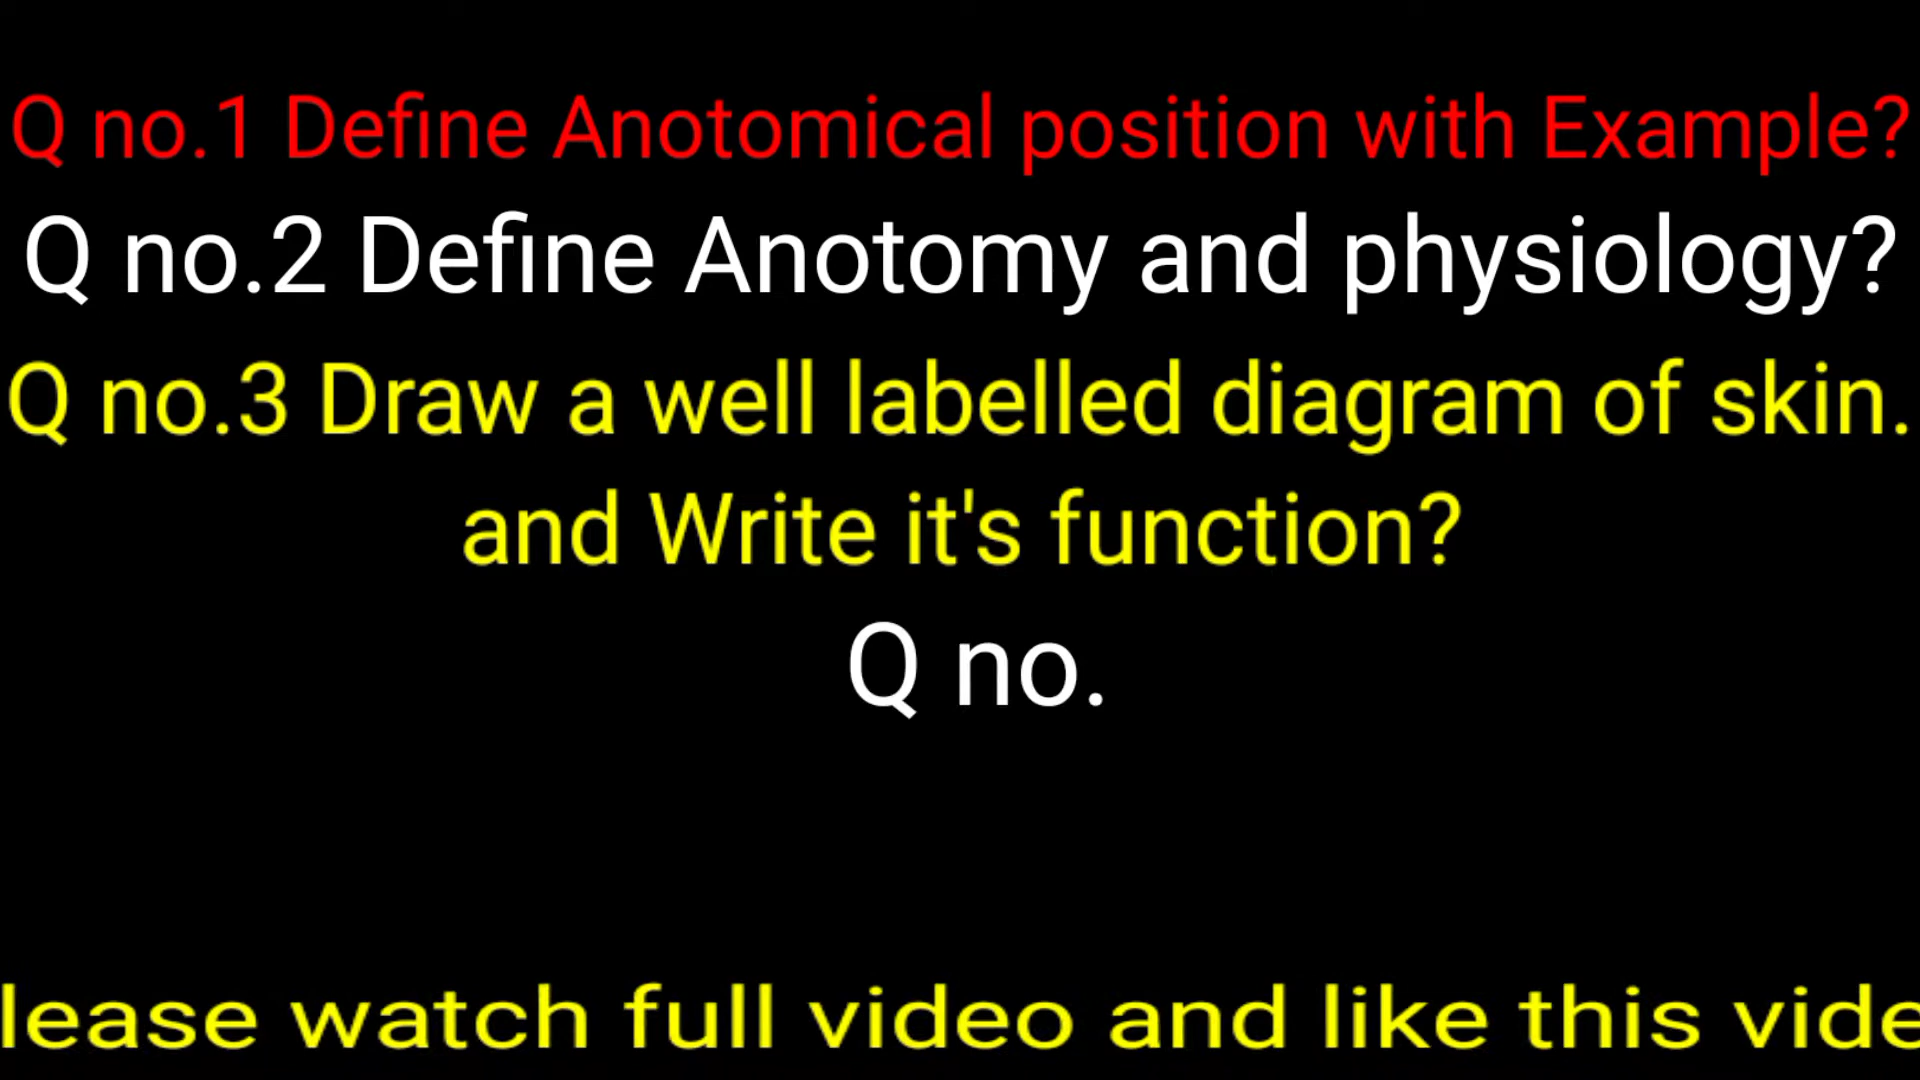 Q no.1 Define Anotomical position with Example?
Q no.2 Define Anotomy and physiology?
Q no.3 Draw a well labelled diagram of skin.
and Write it's function?
Q no.
lease watch full video and like this vide